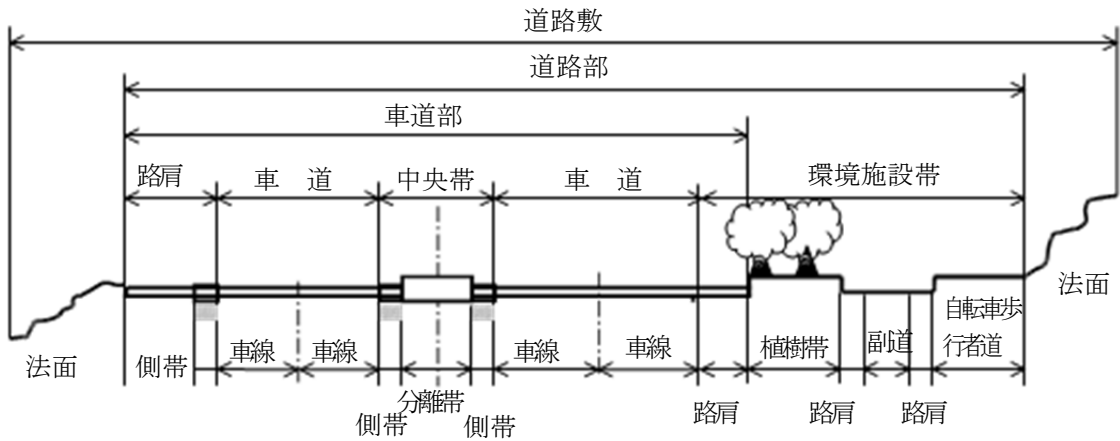 道路敷
道路部
車道部
路肩 車 道 中央帯 車 道 環境施設帯
法面
自転車歩
側帯 車線 車線 車線 車線 植樹帯 副道 行者道
法面
分離帯
側帯 側帯 路肩 路肩 路肩